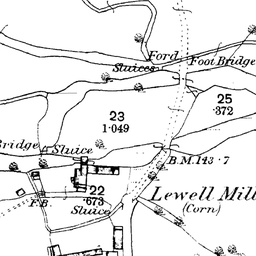 Ford
Sluices
Foot Bridge
25
.372
23
1.049
Bridge
Sluice
B.M.143.7
22
.673
F.B.
Sluice
Lewell Mill
(Corn)